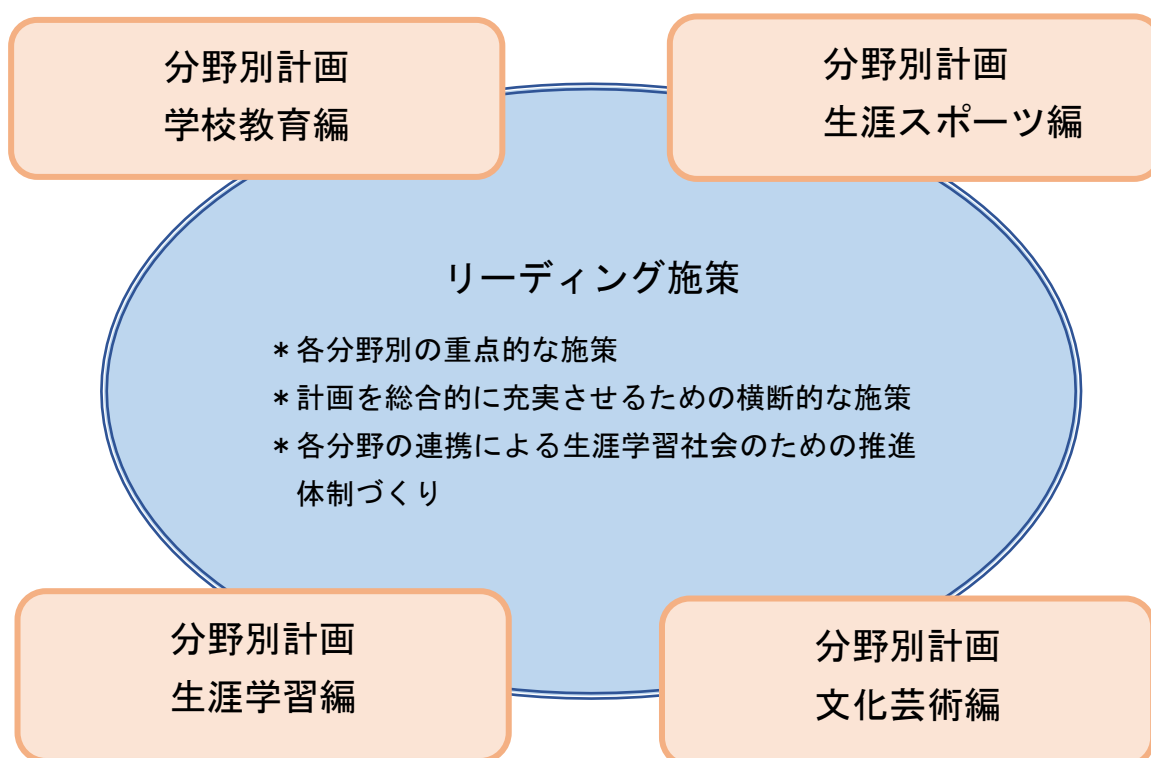 分野別計画
学校教育編
分野別計画
生涯スポーツ編
リーディング施策
＊各分野別の重点的な施策
＊計画を総合的に充実させるための横断的な施策
＊各分野の連携による生涯学習社会のための推進
体制づくり
分野別計画
生涯学習編
分野別計画
文化芸術編